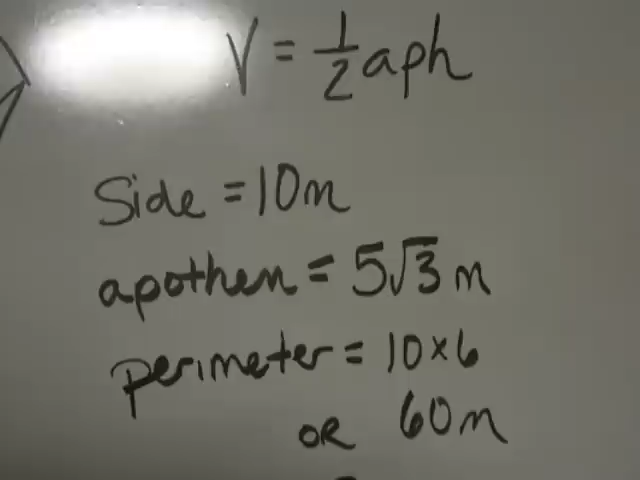 V = 1/2 aph
Side = 10m
apothem = 5√3 m
perimeter = 10 × 6
OR 60m